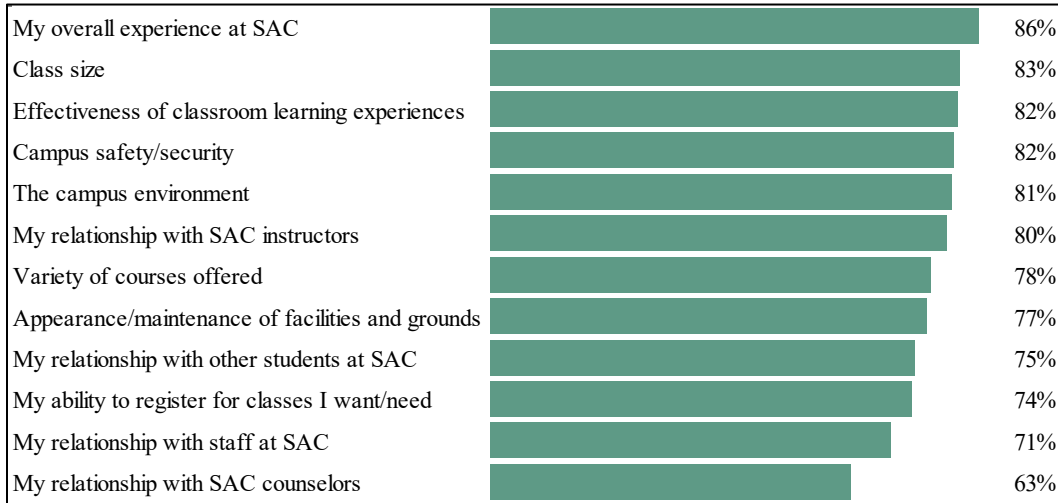 My overall experience at SAC 86%
Class size 83%
Effectiveness of classroom learning experiences 82%
Campus safety/security 82%
The campus environment 81%
My relationship with SAC instructors 80%
Variety of courses offered 78%
Appearance/maintenance of facilities and grounds 77%
My relationship with other students at SAC 75%
My ability to register for classes I want/need 74%
My relationship with staff at SAC 71%
My relationship with SAC counselors 63%